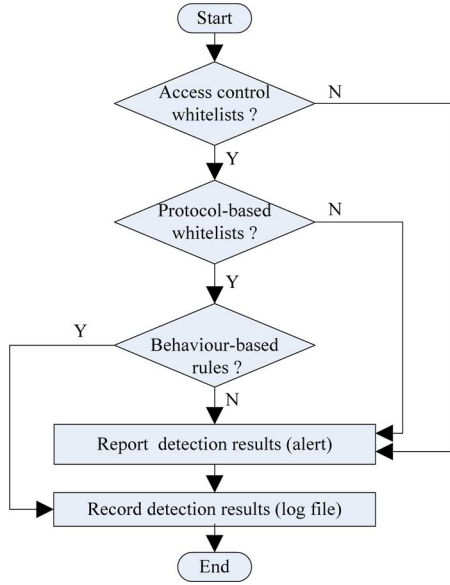 Start
Access control
whitelists ?
N
Y
Protocol-based
whitelists ?
N
Y
Y
Behaviour-based
rules ?
N
Report detection results (alert)
Record detection results (log file)
End